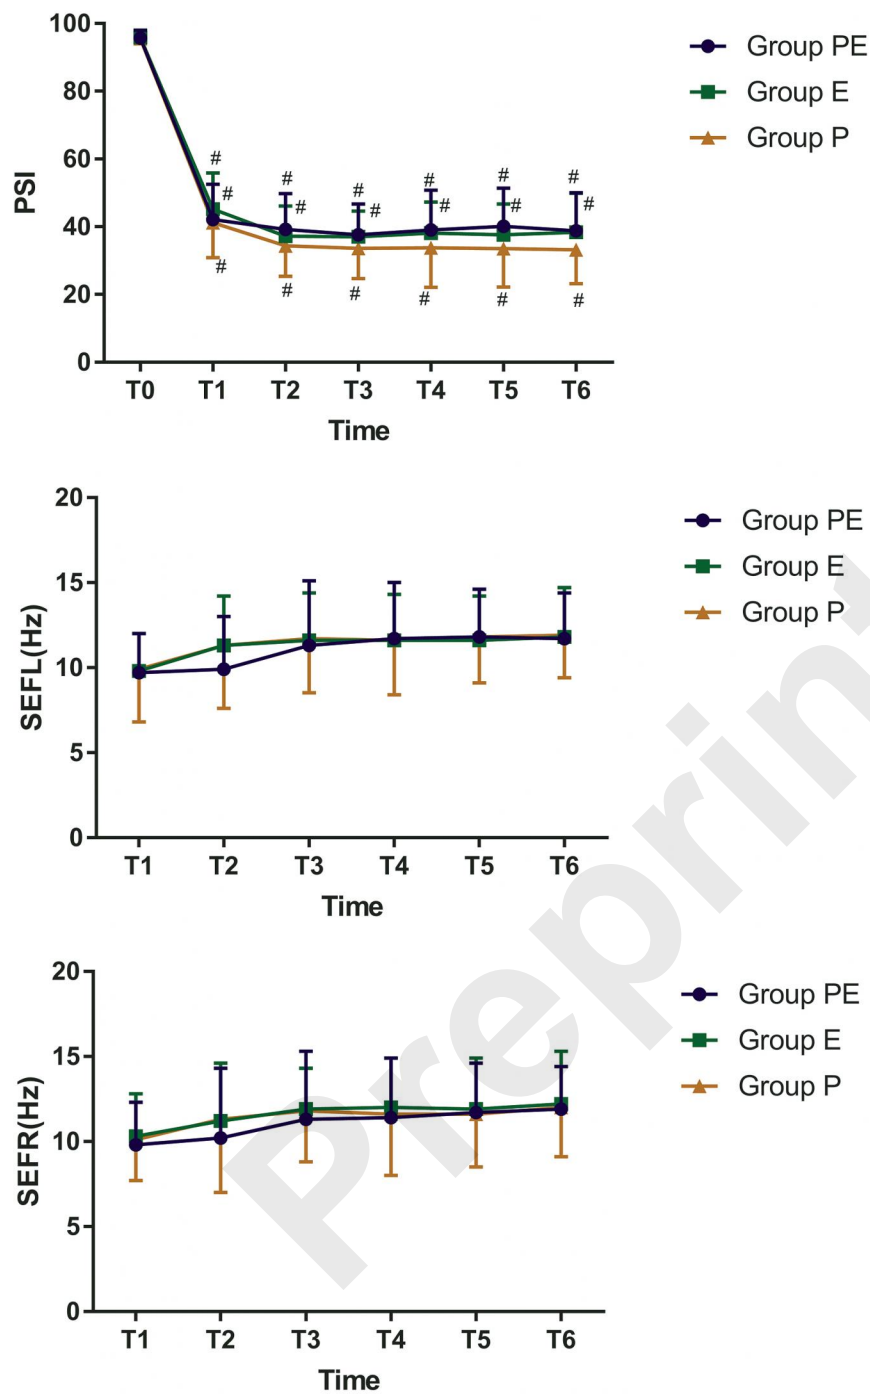 100
80
60
40
20
0
PSI
# # # # # #
# # # # # #
# # # # # #
T0 T1 T2 T3 T4 T5 T6
Time
Group PE
Group E
Group P
20
15
10
5
0
SEFL(Hz)
T1 T2 T3 T4 T5 T6
Time
Group PE
Group E
Group P
20
15
10
5
0
SEFR(Hz)
T1 T2 T3 T4 T5 T6
Time
Group PE
Group E
Group P
Preprint